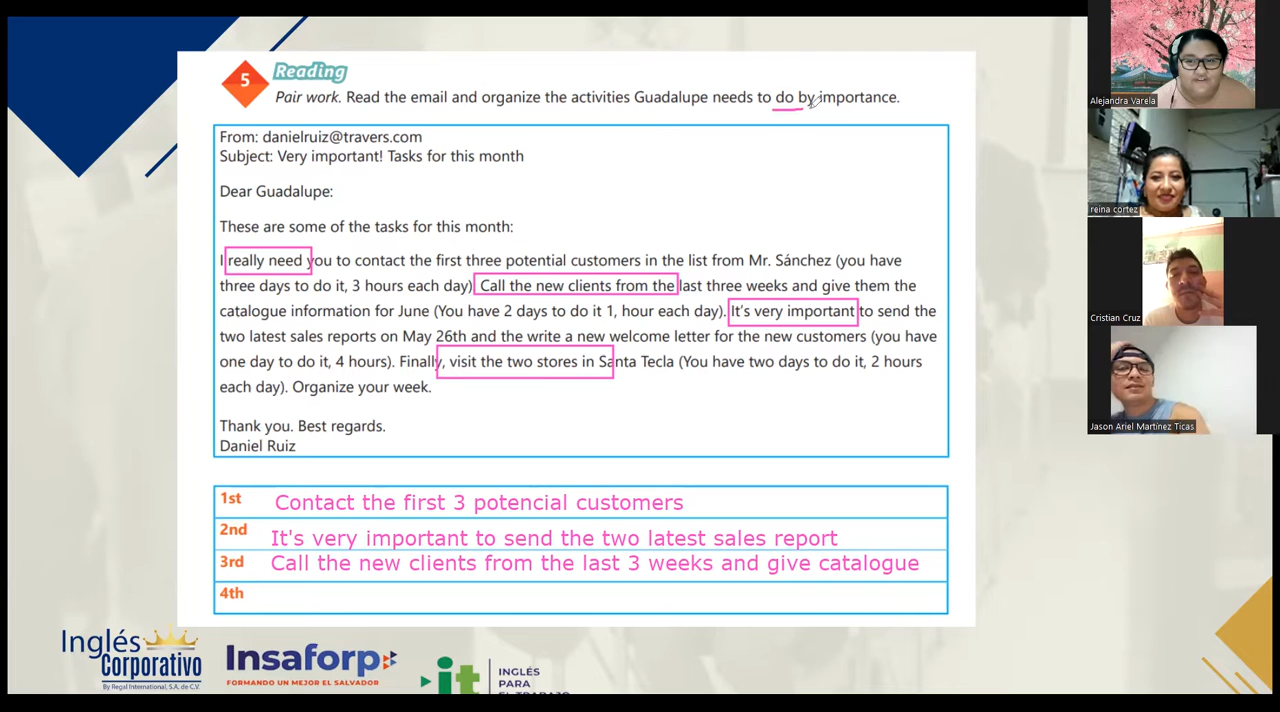 5
Reading
Pair work. Read the email and organize the activities Guadalupe needs to do by importance.
From: danielruiz@travers.com
Subject: Very important! Tasks for this month
Dear Guadalupe:
These are some of the tasks for this month:
I really need you to contact the first three potential customers in the list from Mr. Sánchez (you have
three days to do it, 3 hours each day). Call the new clients from the last three weeks and give them the
catalogue information for June (You have 2 days to do it 1, hour each day). It's very important to send the
two latest sales reports on May 26th and the write a new welcome letter for the new customers (you have
one day to do it, 4 hours). Finally, visit the two stores in Santa Tecla (You have two days to do it, 2 hours
each day). Organize your week.
Thank you. Best regards.
Daniel Ruiz
1st Contact the first 3 potencial customers
2nd It's very important to send the two latest sales report
3rd Call the new clients from the last 3 weeks and give catalogue
4th
Inglés
Corporativo
By Regal International, S.A. de C.V.
Insaforp
FORMANDO UN MEJOR EL SALVADOR
it
INGLÉS
PARA
EL TRABAJO
Alejandra Varela
reina cortez
Cristian Cruz
Jason Ariel Martínez Ticas